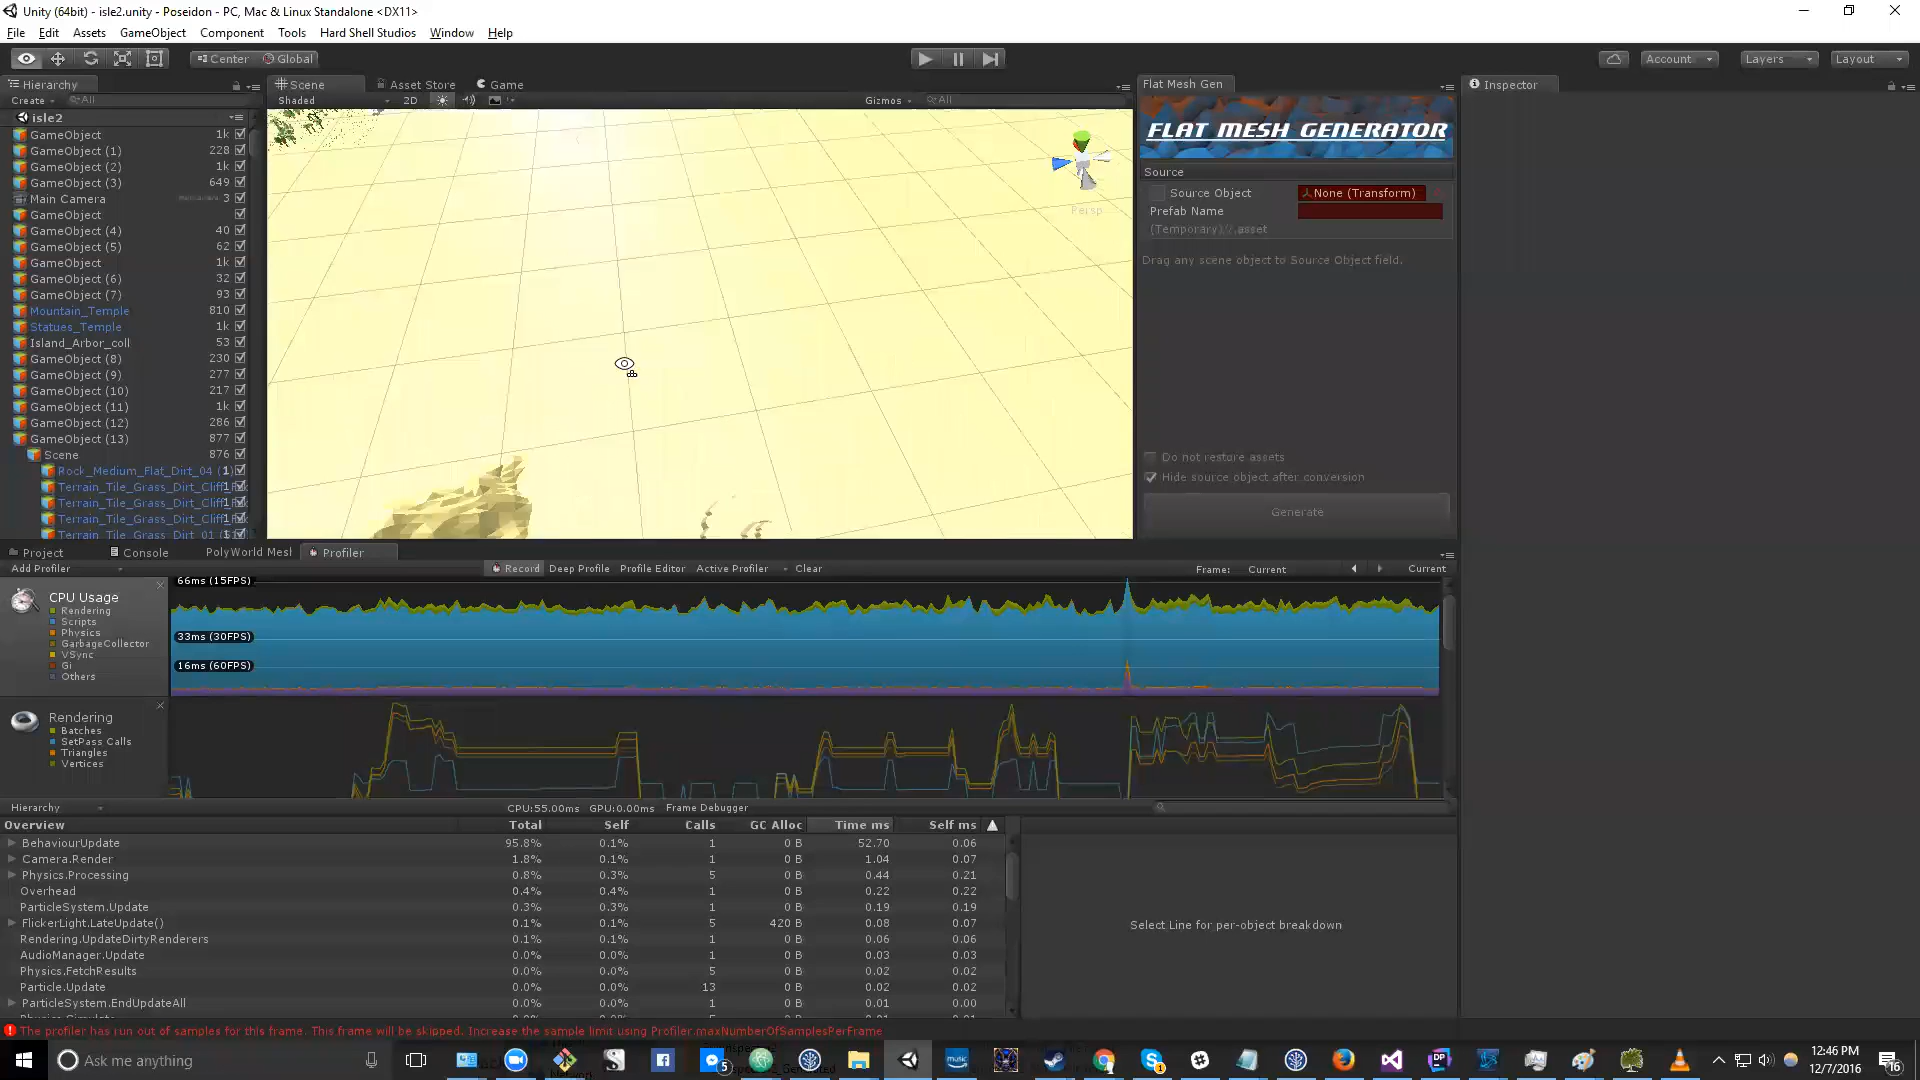 Unity (64bit) - isle2.unity - Poseidon - PC, Mac & Linux Standalone <DX11>
File Edit Assets GameObject Component Tools Hard Shell Studios Window Help
Center Global Account Layers Layout
Hierarchy Scene Asset Store Game Flat Mesh Gen Inspector
Create All Shaded 2D Gizmos All
isle2
GameObject 1k
GameObject (1) 228
GameObject (2) 1k
GameObject (3) 649
Main Camera 3
GameObject
GameObject (4) 40
GameObject (5) 62
GameObject 1k
GameObject (6) 32
GameObject (7) 93
Mountain_Temple 810
Statues_Temple 1k
Island_Arbor_coll 53
GameObject (8) 230
GameObject (9) 277
GameObject (10) 217
GameObject (11) 1k
GameObject (12) 286
GameObject (13) 877
Scene 876
Rock_Medium_Flat_Dirt_04 (1) 1
Terrain_Tile_Grass_Dirt_Cliff 1
Terrain_Tile_Grass_Dirt_Cliff 1
Terrain_Tile_Grass_Dirt_Cliff 1
Terrain_Tile_Grass_Dirt_01
Persp
FLAT MESH GENERATOR
Source
Source Object None (Transform)
Prefab Name
(Temporary)/.asset
Drag any scene object to Source Object field.
Do not restore assets
Hide source object after conversion
Generate
Project Console PolyWorld Mesl Profiler
Add Profiler Record Deep Profile Profile Editor Active Profiler Clear Frame: Current Current
CPU Usage
Rendering
Scripts
Physics
GarbageCollector
VSync
Gi
Others
66ms (15FPS)
33ms (30FPS)
16ms (60FPS)
Rendering
Batches
SetPass Calls
Triangles
Vertices
Hierarchy CPU:55.00ms GPU:0.00ms Frame Debugger
Overview Total Self Calls GC Alloc Time ms Self ms
BehaviourUpdate 95.8% 0.1% 1 0 B 52.70 0.06
Camera.Render 1.8% 0.1% 1 0 B 1.04 0.07
Physics.Processing 0.8% 0.3% 5 0 B 0.44 0.21
Overhead 0.4% 0.4% 1 0 B 0.22 0.22
ParticleSystem.Update 0.3% 0.3% 1 0 B 0.19 0.19
FlickerLight.LateUpdate() 0.1% 0.1% 5 420 B 0.08 0.07
Rendering.UpdateDirtyRenderers 0.1% 0.1% 1 0 B 0.06 0.06
AudioManager.Update 0.0% 0.0% 1 0 B 0.03 0.03
Physics.FetchResults 0.0% 0.0% 5 0 B 0.02 0.02
Particle.Update 0.0% 0.0% 13 0 B 0.02 0.02
ParticleSystem.EndUpdateAll 0.0% 0.0% 1 0 B 0.01 0.00
Select Line for per-object breakdown
The profiler has run out of samples for this frame. This frame will be skipped. Increase the sample limit using Profiler.maxNumberOfSamplesPerFrame
Ask me anything
12:46 PM
12/7/2016